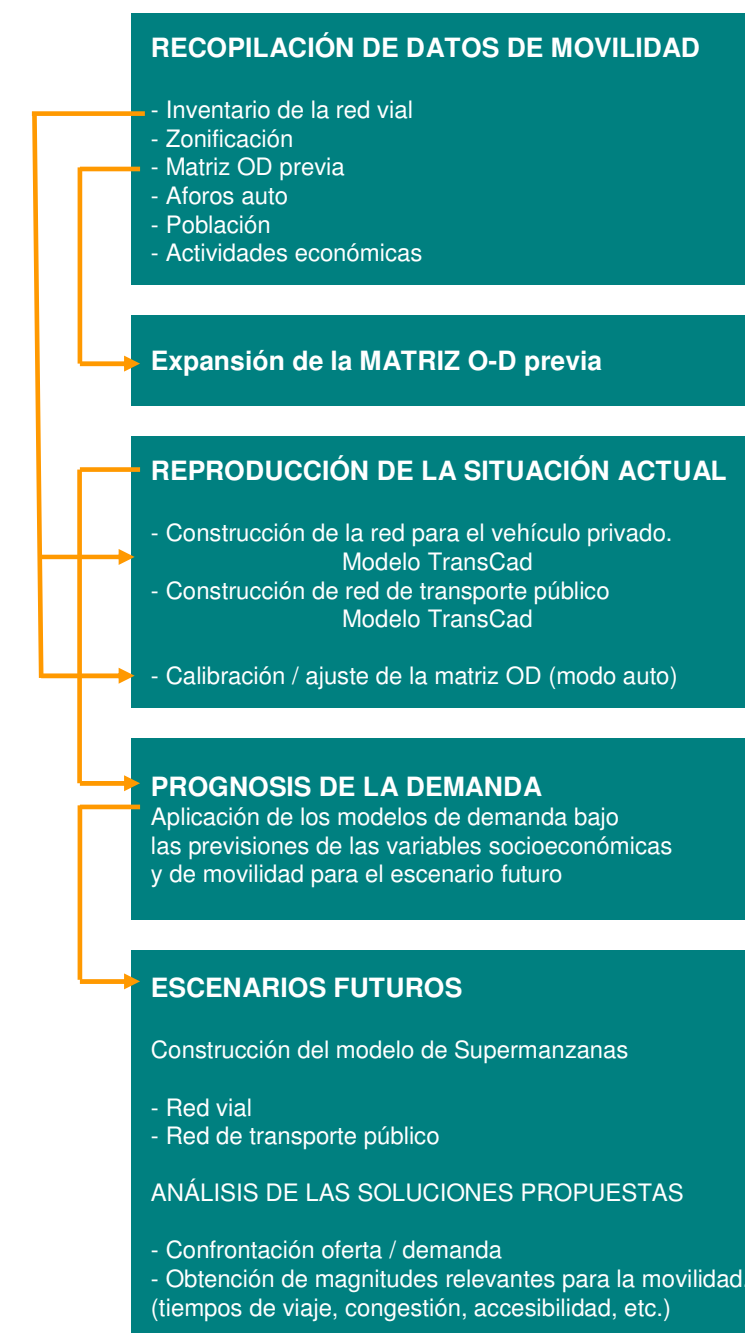 RECOPILACIÓN DE DATOS DE MOVILIDAD
- Inventario de la red vial
- Zonificación
- Matriz OD previa
- Aforos auto
- Población
- Actividades económicas
Expansión de la MATRIZ O-D previa
REPRODUCCIÓN DE LA SITUACIÓN ACTUAL
- Construcción de la red para el vehículo privado.
Modelo TransCad
- Construcción de red de transporte público
Modelo TransCad
- Calibración / ajuste de la matriz OD (modo auto)
PROGNOSIS DE LA DEMANDA
Aplicación de los modelos de demanda bajo
las previsiones de las variables socioeconómicas
y de movilidad para el escenario futuro
ESCENARIOS FUTUROS
Construcción del modelo de Supermanzanas
- Red vial
- Red de transporte público
ANÁLISIS DE LAS SOLUCIONES PROPUESTAS
- Confrontación oferta / demanda
- Obtención de magnitudes relevantes para la movilidad.
(tiempos de viaje, congestión, accesibilidad, etc.)